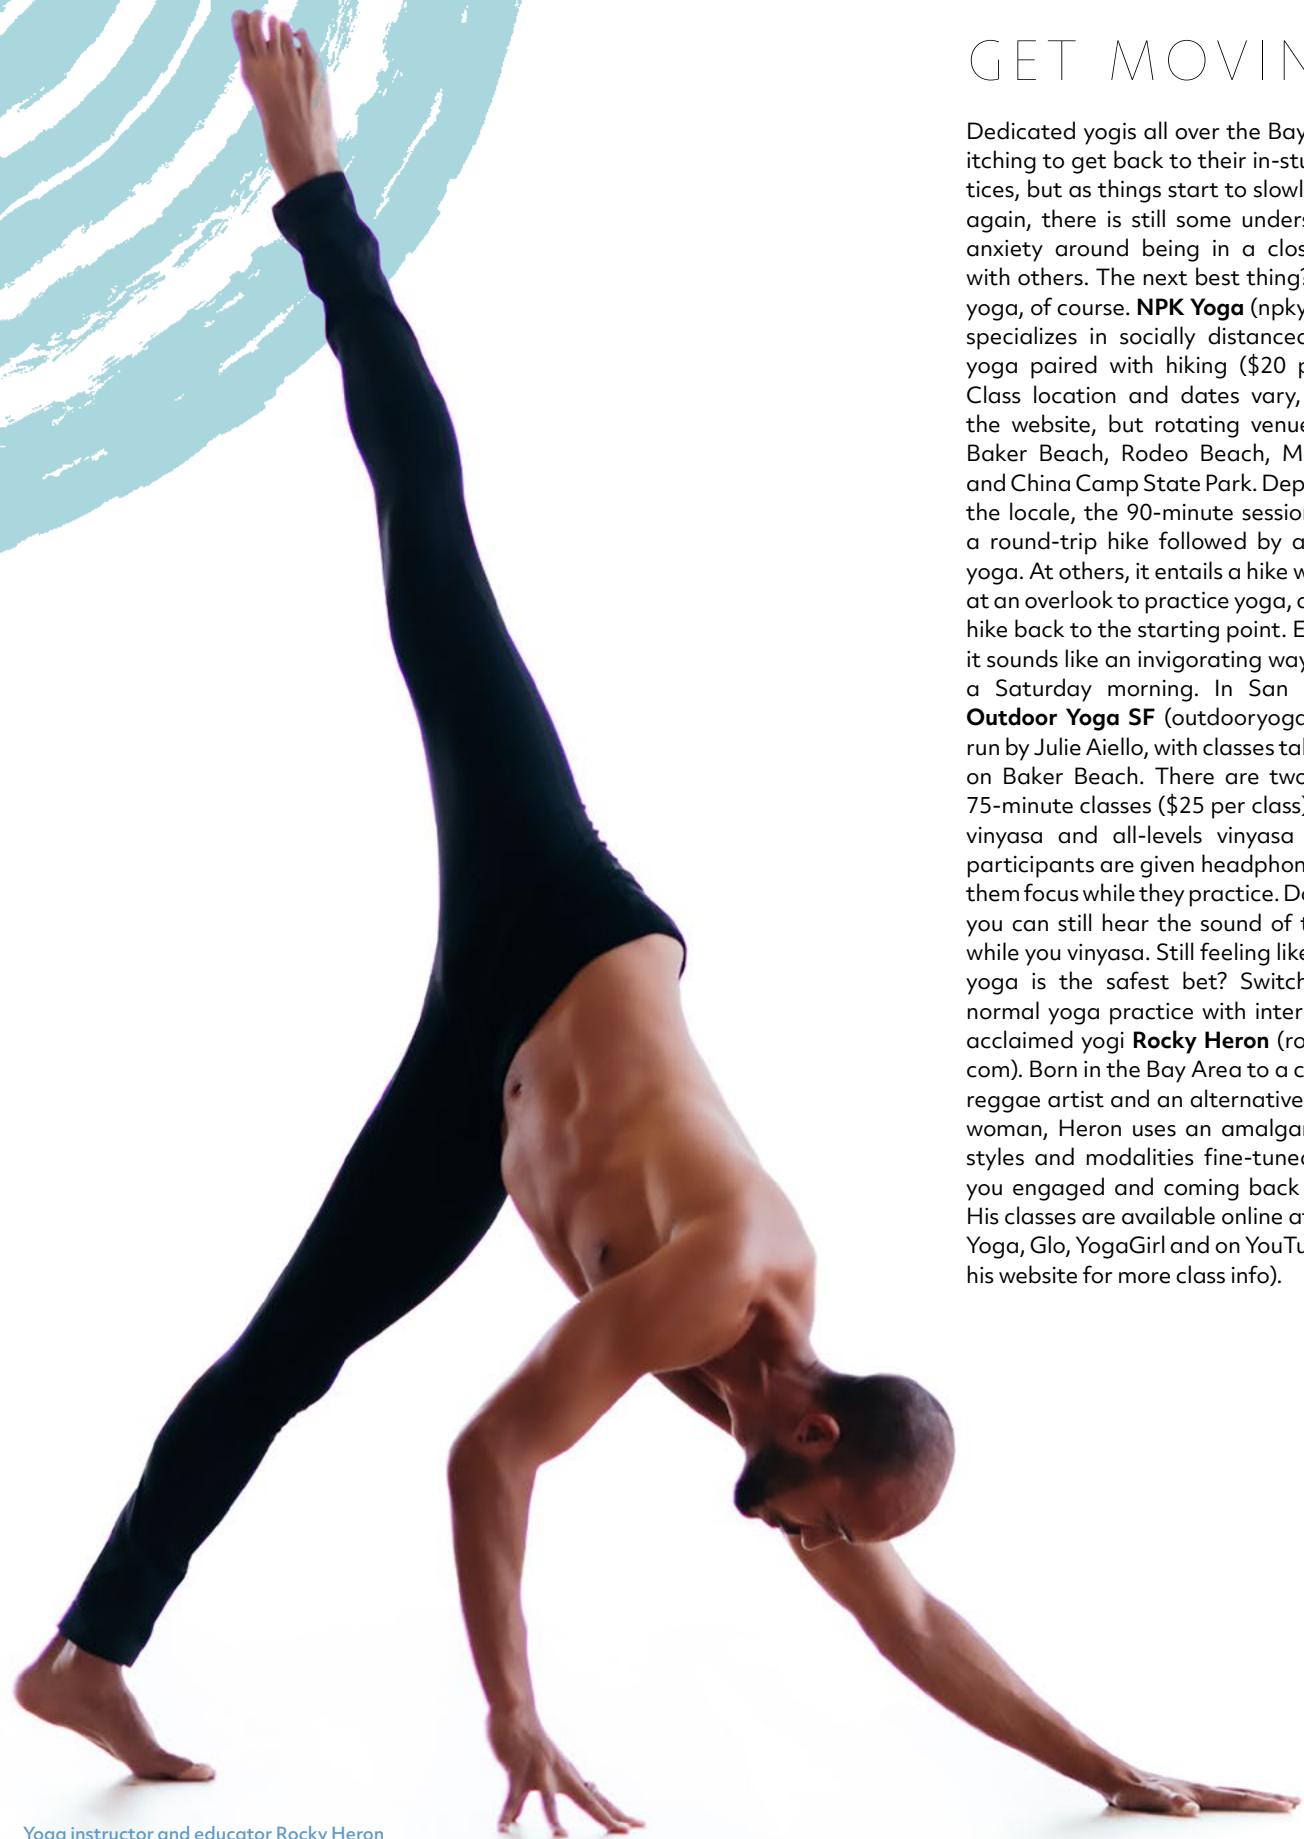 GET MOVIN
Dedicated yogis all over the Bay
itching to get back to their in-stu
tices, but as things start to slowl
again, there is still some unders
anxiety around being in a clos
with others. The next best thing?
yoga, of course. NPK Yoga (npky
specializes in socially distanced
yoga paired with hiking ($20 p
Class location and dates vary,
the website, but rotating venue
Baker Beach, Rodeo Beach, M
and China Camp State Park. Dep
the locale, the 90-minute session
a round-trip hike followed by a
yoga. At others, it entails a hike w
at an overlook to practice yoga, a
hike back to the starting point. E
it sounds like an invigorating way
a Saturday morning. In San
Outdoor Yoga SF (outdooryoga
run by Julie Aiello, with classes tak
on Baker Beach. There are two
75-minute classes ($25 per class)
vinyasa and all-levels vinyasa
participants are given headphon
them focus while they practice. Do
you can still hear the sound of t
while you vinyasa. Still feeling like
yoga is the safest bet? Switch
normal yoga practice with inter
acclaimed yogi Rocky Heron (ro
com). Born in the Bay Area to a c
reggae artist and an alternative
woman, Heron uses an amalgam
styles and modalities fine-tuned
you engaged and coming back
His classes are available online at
Yoga, Glo, YogaGirl and on YouTu
his website for more class info).
Yoga instructor and educator Rocky Heron